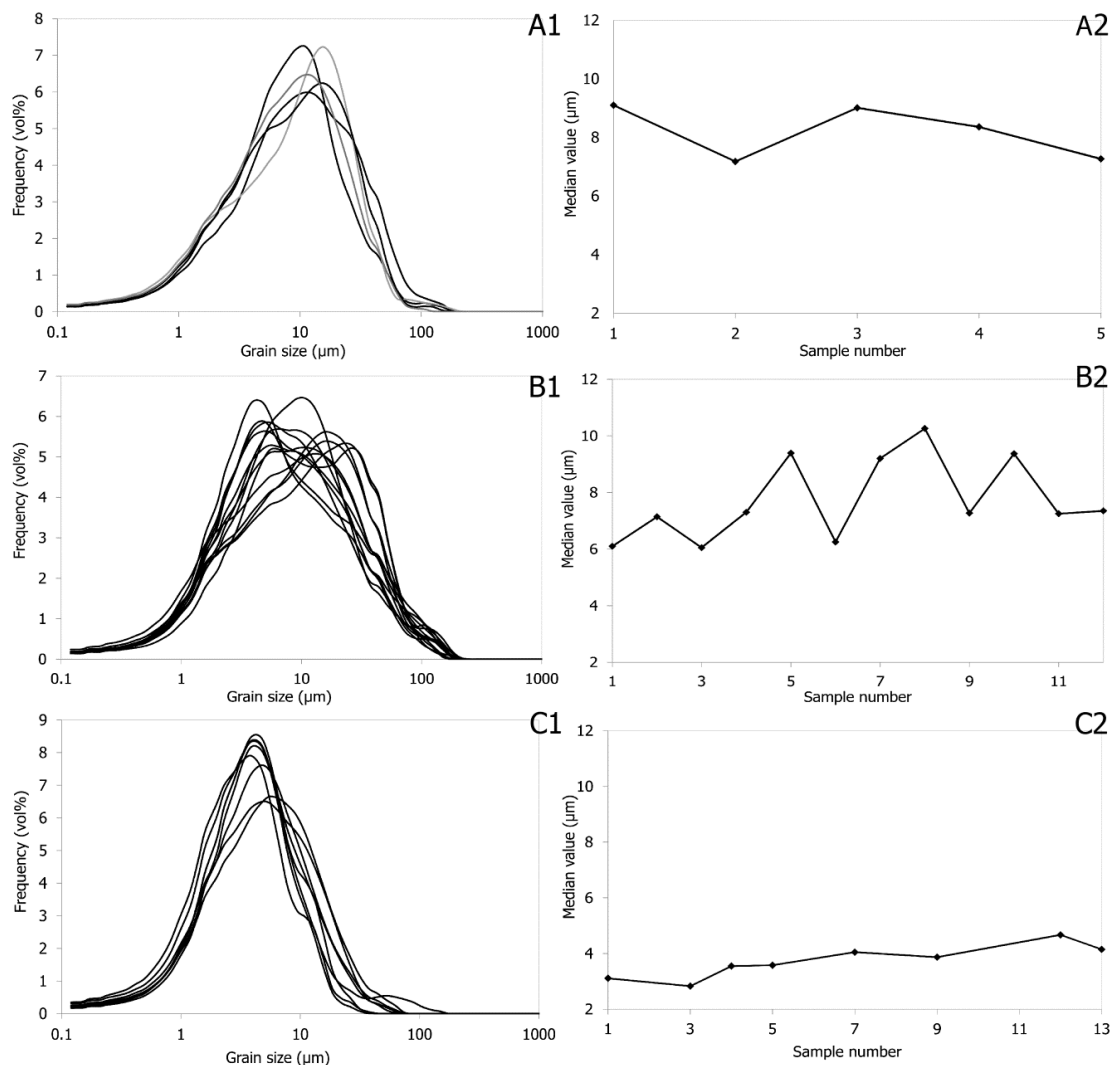 A1
Frequency (vol%)
8
7
6
5
4
3
2
1
0
0.1 1 10 100 1000
Grain size (µm)
A2
Median value (µm)
12
10
8
6
4
2
1 2 3 4 5
Sample number
B1
Frequency (vol%)
7
6
5
4
3
2
1
0
0.1 1 10 100 1000
Grain size (µm)
B2
Median value (µm)
12
10
8
6
4
2
1 3 5 7 9 11
Sample number
C1
Frequency (vol%)
9
8
7
6
5
4
3
2
1
0
0.1 1 10 100 1000
Grain size (µm)
C2
Median value (µm)
12
10
8
6
4
2
1 3 5 7 9 11 13
Sample number